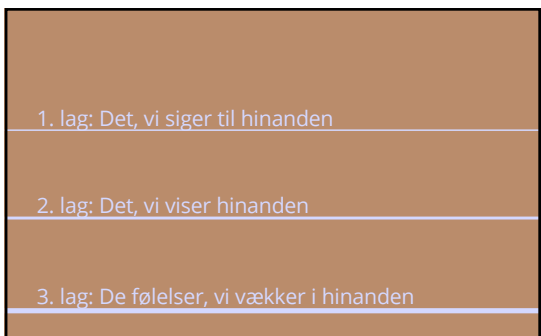 1. lag: Det, vi siger til hinanden
2. lag: Det, vi viser hinanden
3. lag: De følelser, vi vækker i hinanden